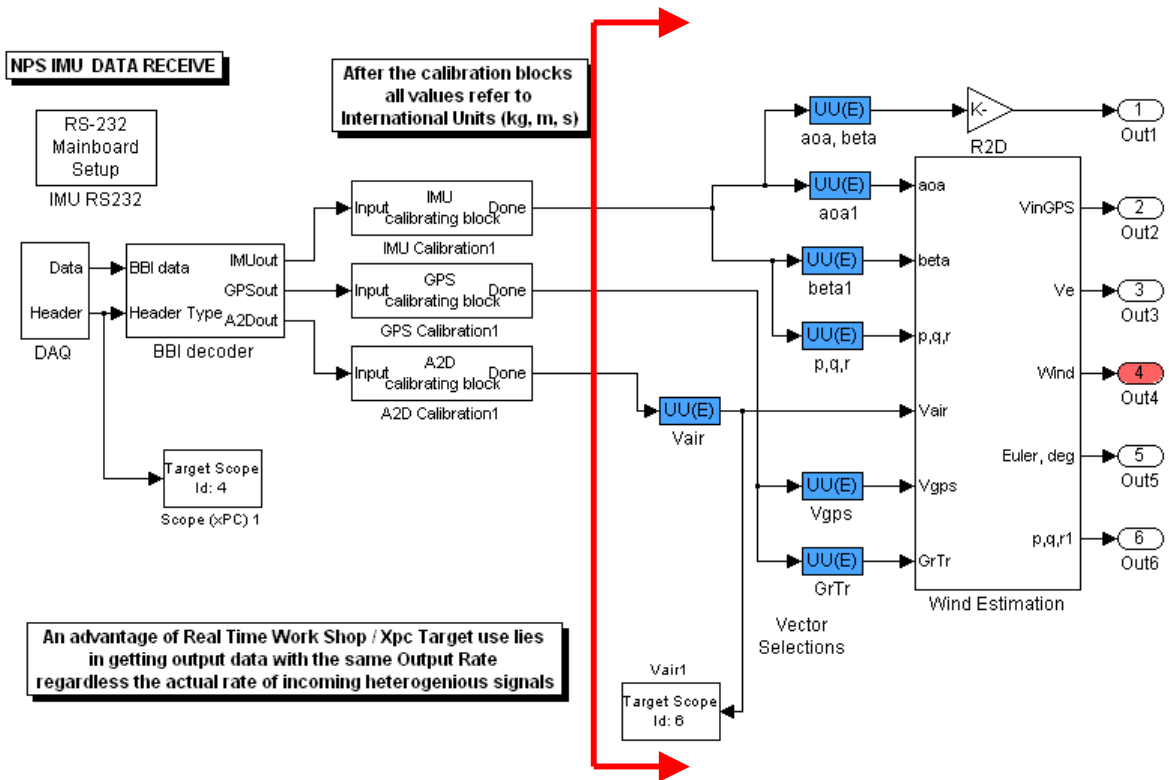 NPS IMU DATA RECEIVE
RS-232
Mainboard
Setup
IMU RS232
After the calibration blocks
all values refer to
International Units (kg, m, s)
Data
Header
DAQ
BBI data
Header Type
IMUout
GPSout
A2Dout
BBI decoder
Input
IMU
calibrating block
Done
IMU Calibration1
Input
GPS
calibrating block
Done
GPS Calibration1
Input
A2D
calibrating block
Done
A2D Calibration1
Target Scope
Id: 4
Scope (xPC) 1
UU(E)
aoa, beta
K-
R2D
1
Out1
UU(E)
aoa1
UU(E)
beta1
UU(E)
p,q,r
UU(E)
Vair
UU(E)
Vgps
UU(E)
GrTr
Vector
Selections
aoa
beta
p,q,r
Vair
Vgps
GrTr
VinGPS
Ve
Wind
Euler, deg
p,q,r1
Wind Estimation
2
Out2
3
Out3
4
Out4
5
Out5
6
Out6
Vair1
Target Scope
Id: 6
An advantage of Real Time Work Shop / Xpc Target use lies
in getting output data with the same Output Rate
regardless the actual rate of incoming heterogenious signals